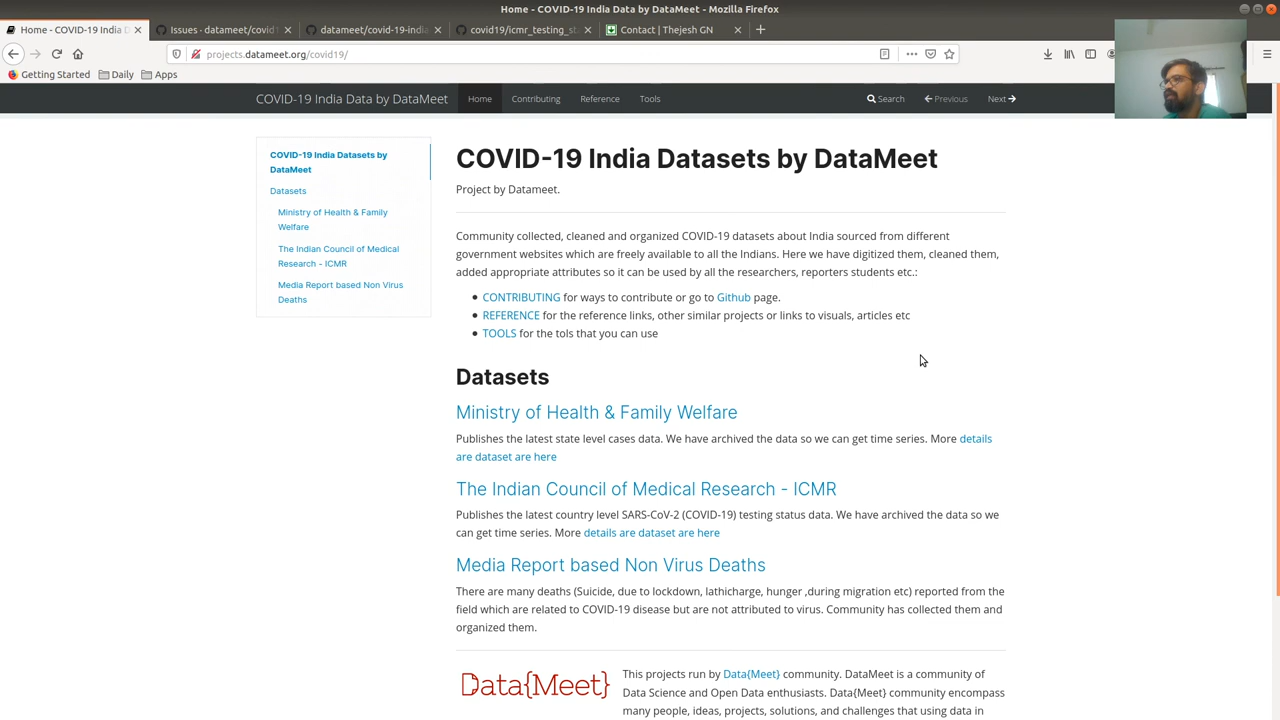 Home - COVID-19 India Data by DataMeet - Mozilla Firefox
Home - COVID-19 India D
Issues - datameet/covid-19
datameet/covid-19-india
covid19/icmr_testing_st
Contact | Thejesh GN
projects.datameet.org/covid19/
Getting Started Daily Apps
COVID-19 India Data by DataMeet Home Contributing Reference Tools Search Previous Next
COVID-19 India Datasets by
DataMeet
Datasets
Ministry of Health & Family
Welfare
The Indian Council of Medical
Research - ICMR
Media Report based Non Virus
Deaths
COVID-19 India Datasets by DataMeet
Project by Datameet.
Community collected, cleaned and organized COVID-19 datasets about India sourced from different
government websites which are freely available to all the Indians. Here we have digitized them, cleaned them,
added appropriate attributes so it can be used by all the researchers, reporters students etc.:
CONTRIBUTING for ways to contribute or go to Github page.
REFERENCE for the reference links, other similar projects or links to visuals, articles etc
TOOLS for the tols that you can use
Datasets
Ministry of Health & Family Welfare
Publishes the latest state level cases data. We have archived the data so we can get time series. More details
are dataset are here
The Indian Council of Medical Research - ICMR
Publishes the latest country level SARS-CoV-2 (COVID-19) testing status data. We have archived the data so we
can get time series. More details are dataset are here
Media Report based Non Virus Deaths
There are many deaths (Suicide, due to lockdown, lathicharge, hunger ,during migration etc) reported from the
field which are related to COVID-19 disease but are not attributed to virus. Community has collected them and
organized them.
Data{Meet}
This projects run by Data{Meet} community. DataMeet is a community of
Data Science and Open Data enthusiasts. Data{Meet} community encompass
many people, ideas, projects, solutions, and challenges that using data in